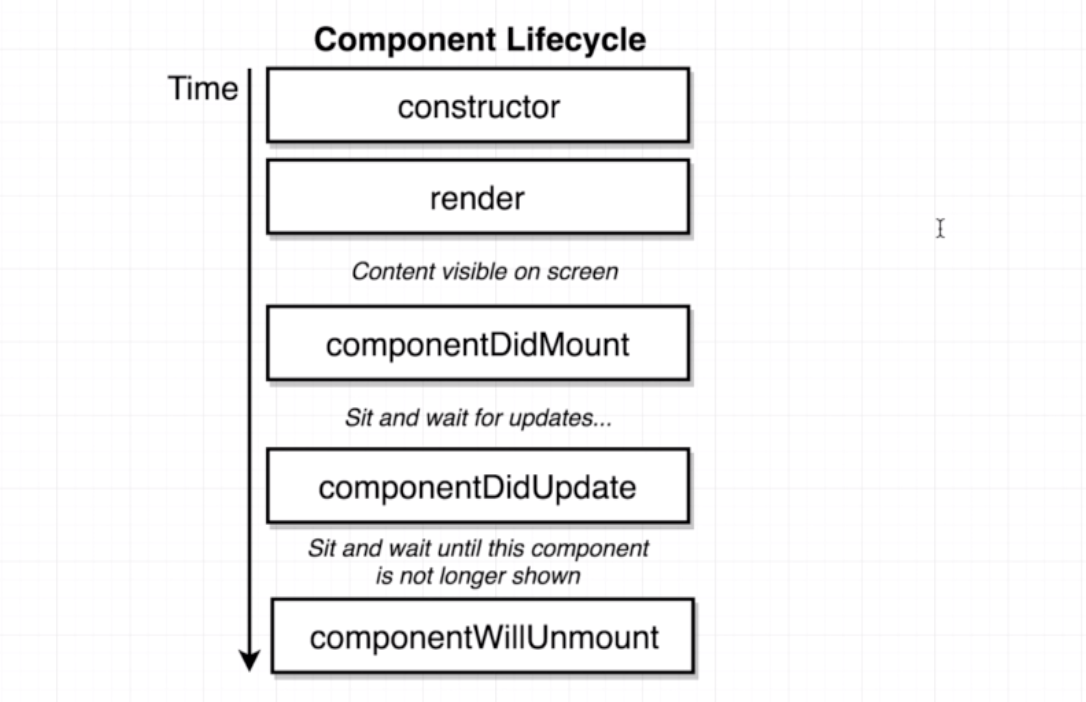 Component Lifecycle
Time
constructor
render
Content visible on screen
componentDidMount
Sit and wait for updates...
componentDidUpdate
Sit and wait until this component
is not longer shown
componentWillUnmount